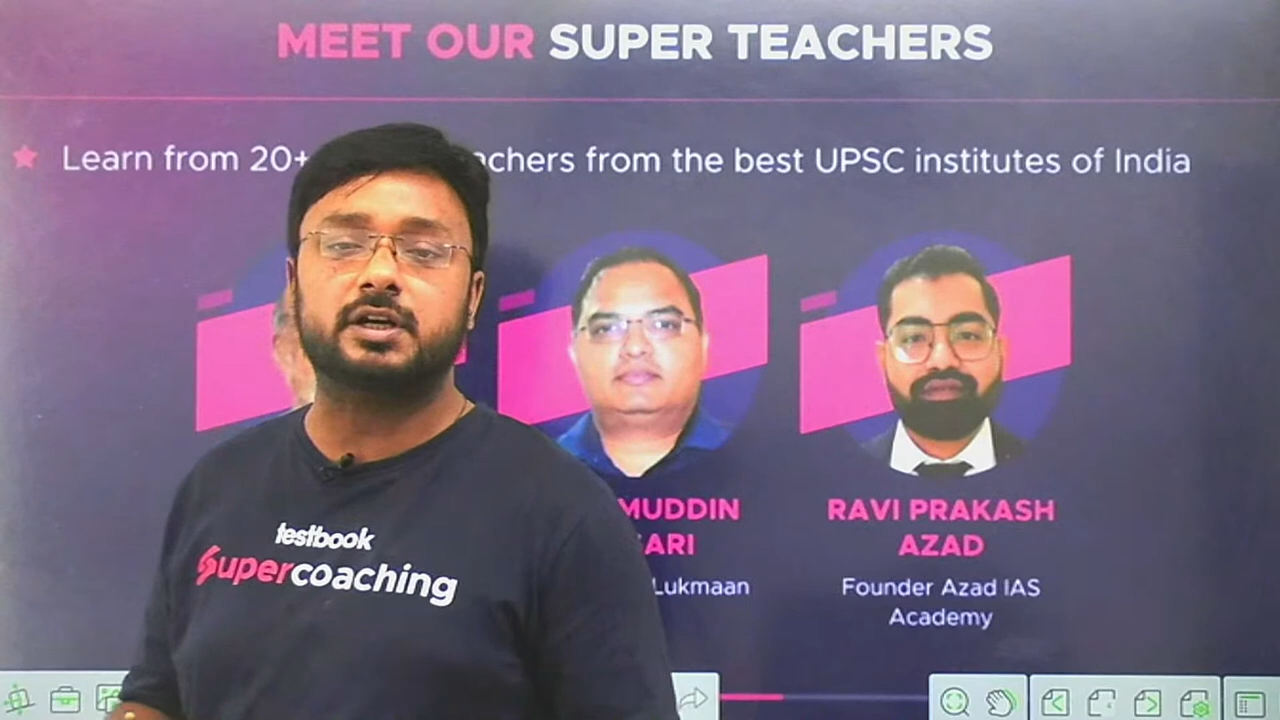 MEET OUR SUPER TEACHERS
Learn from 20+ achers from the best UPSC institutes of India
testbook
supercoaching
MUDDIN
ARI
Lukmaan
RAVI PRAKASH
AZAD
Founder Azad IAS
Academy